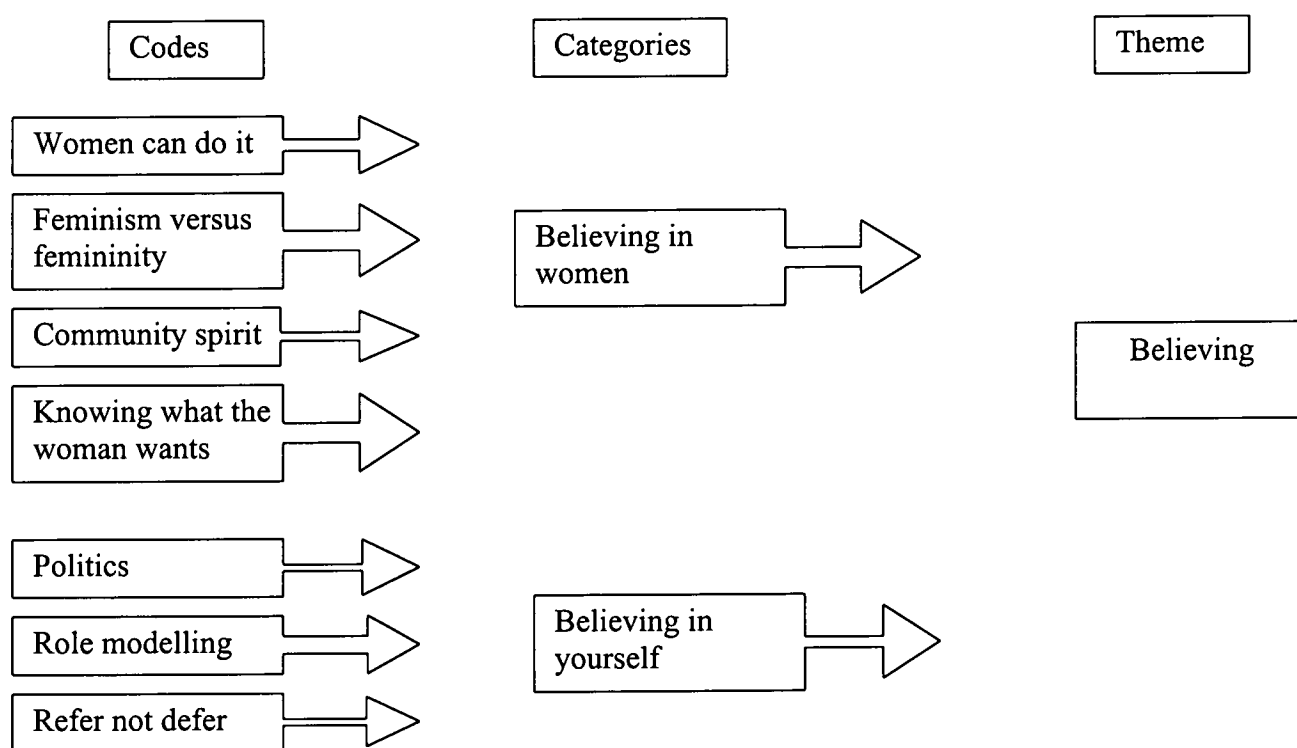 Codes
Categories
Theme
Women can do it
Feminism versus
femininity
Community spirit
Knowing what the
woman wants
Believing in
women
Believing
Politics
Role modelling
Refer not defer
Believing in
yourself